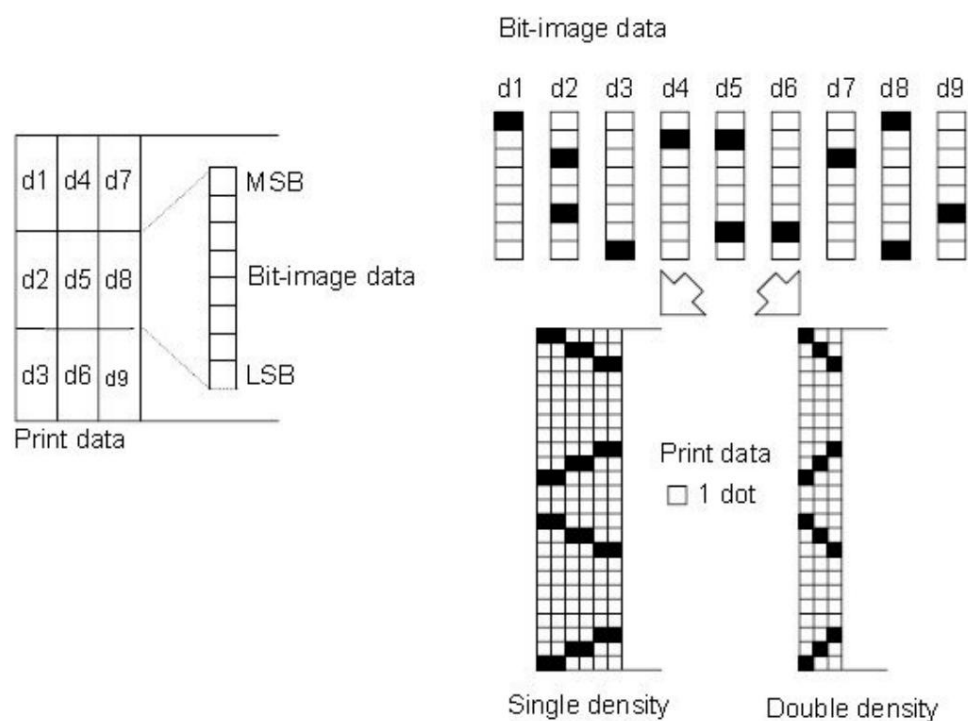 Bit-image data
d1 d2 d3 d4 d5 d6 d7 d8 d9
d1 d4 d7
d2 d5 d8
d3 d6 d9
MSB
Bit-image data
LSB
Print data
Print data
1 dot
Single density
Double density